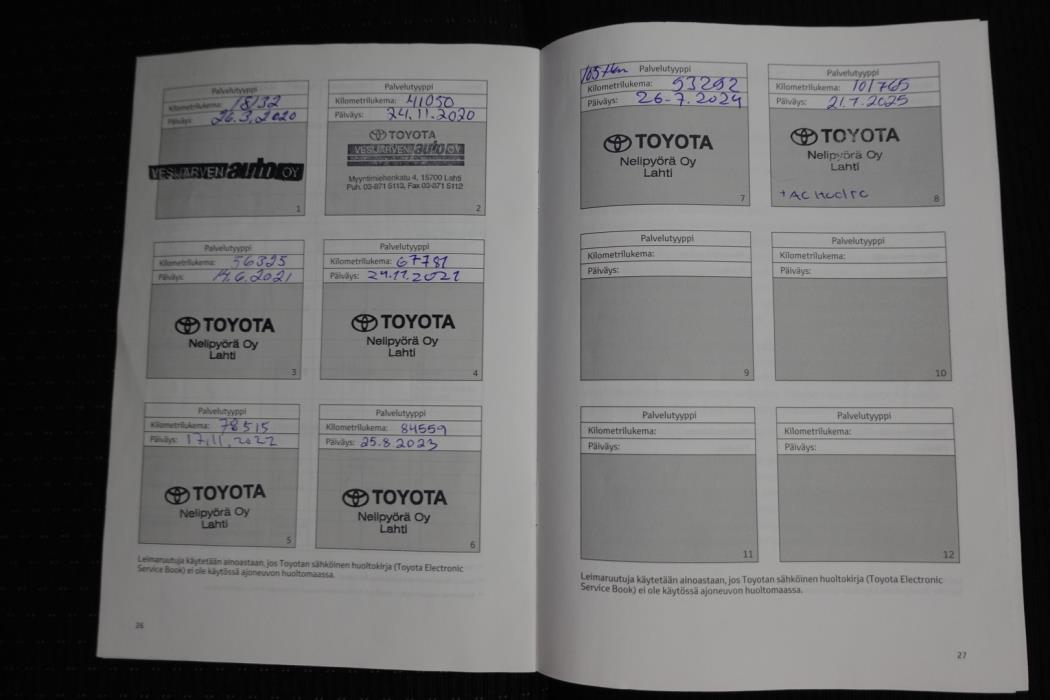 Palvelutyyppi
Kilometrilukema: 18132
Päiväys: 26.3.2020
VESIJÄRVEN auto OY
1
Palvelutyyppi
Kilometrilukema: 41050
Päiväys: 24.11.2020
TOYOTA
VESIJÄRVEN auto OY
Myyntimiehenkatu 4, 15700 Lahti
Puh. 03-871 5113, Fax 03-871 5112
2
Palvelutyyppi
Kilometrilukema: 56325
Päiväys: 14.6.2021
TOYOTA
Nelipyörä Oy
Lahti
3
Palvelutyyppi
Kilometrilukema: 67781
Päiväys: 24.11.2021
TOYOTA
Nelipyörä Oy
Lahti
4
Palvelutyyppi
Kilometrilukema: 78515
Päiväys: 17.11.2022
TOYOTA
Nelipyörä Oy
Lahti
5
Palvelutyyppi
Kilometrilukema: 84559
Päiväys: 25.8.2023
TOYOTA
Nelipyörä Oy
Lahti
6
Leimaruutuja käytetään ainoastaan, jos Toyotan sähköinen huoltokirja (Toyota Electronic
Service Book) ei ole käytössä ajoneuvon huoltomaassa.
26
Palvelutyyppi
Kilometrilukema: 93292
Päiväys: 26.7.2024
TOYOTA
Nelipyörä Oy
Lahti
7
Palvelutyyppi
Kilometrilukema: 101765
Päiväys: 21.7.2025
TOYOTA
Nelipyörä Oy
Lahti
+AC Huolto
8
Palvelutyyppi
Kilometrilukema:
Päiväys:
9
Palvelutyyppi
Kilometrilukema:
Päiväys:
10
Palvelutyyppi
Kilometrilukema:
Päiväys:
11
Palvelutyyppi
Kilometrilukema:
Päiväys:
12
Leimaruutuja käytetään ainoastaan, jos Toyotan sähköinen huoltokirja (Toyota Electronic
Service Book) ei ole käytössä ajoneuvon huoltomaassa.
27